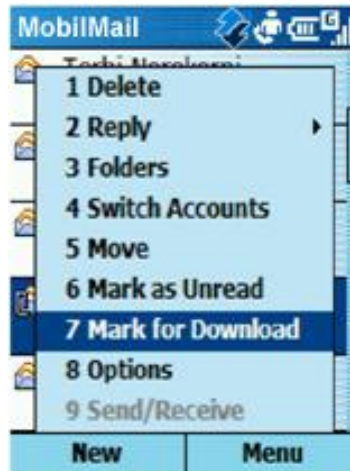 MobilMail
G
1 Delete
2 Reply
3 Folders
4 Switch Accounts
5 Move
6 Mark as Unread
7 Mark for Download
8 Options
9 Send/Receive
New Menu